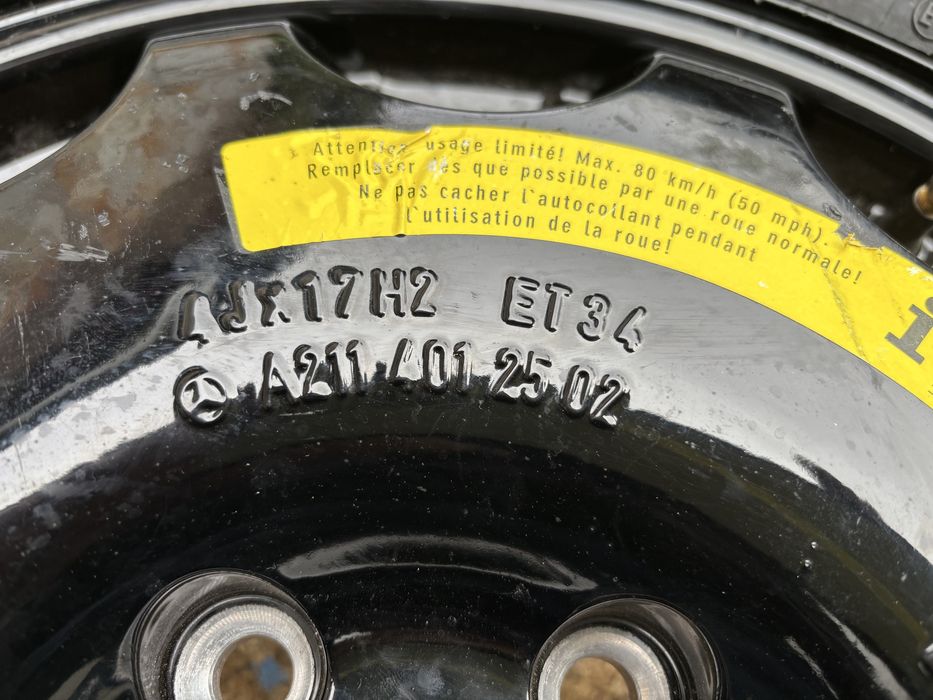 Attention, usage limité! Max. 80 km/h (50 mph).
Remplacer dès que possible par une roue normale!
Ne pas cacher l'autocollant pendant
l'utilisation de la roue!
i
4Jx17H2 ET34
A211 401 25 02